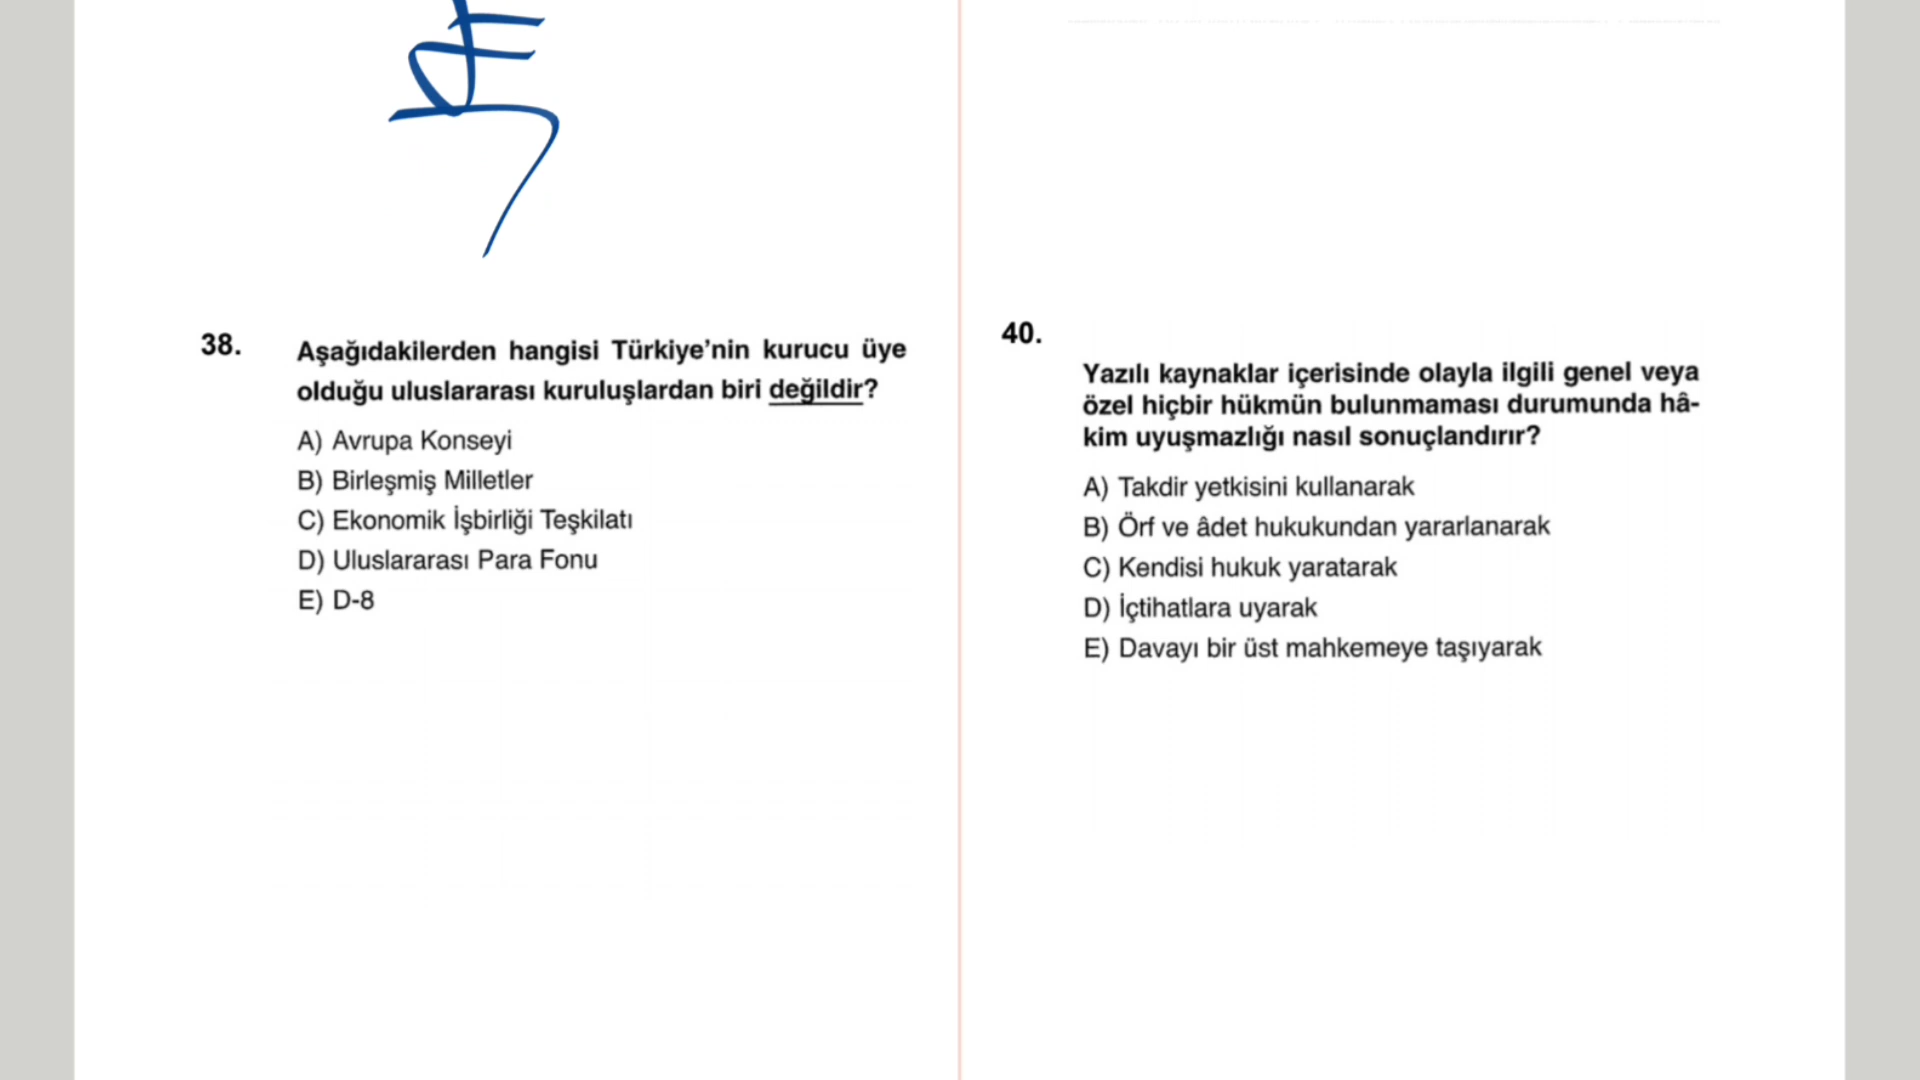 38.
Aşağıdakilerden hangisi Türkiye'nin kurucu üye
olduğu uluslararası kuruluşlardan biri değildir?
A) Avrupa Konseyi
B) Birleşmiş Milletler
C) Ekonomik İşbirliği Teşkilatı
D) Uluslararası Para Fonu
E) D-8
40.
Yazılı kaynaklar içerisinde olayla ilgili genel veya
özel hiçbir hükmün bulunmaması durumunda hâ-
kim uyuşmazlığı nasıl sonuçlandırır?
A) Takdir yetkisini kullanarak
B) Örf ve âdet hukukundan yararlanarak
C) Kendisi hukuk yaratarak
D) İçtihatlara uyarak
E) Davayı bir üst mahkemeye taşıyarak